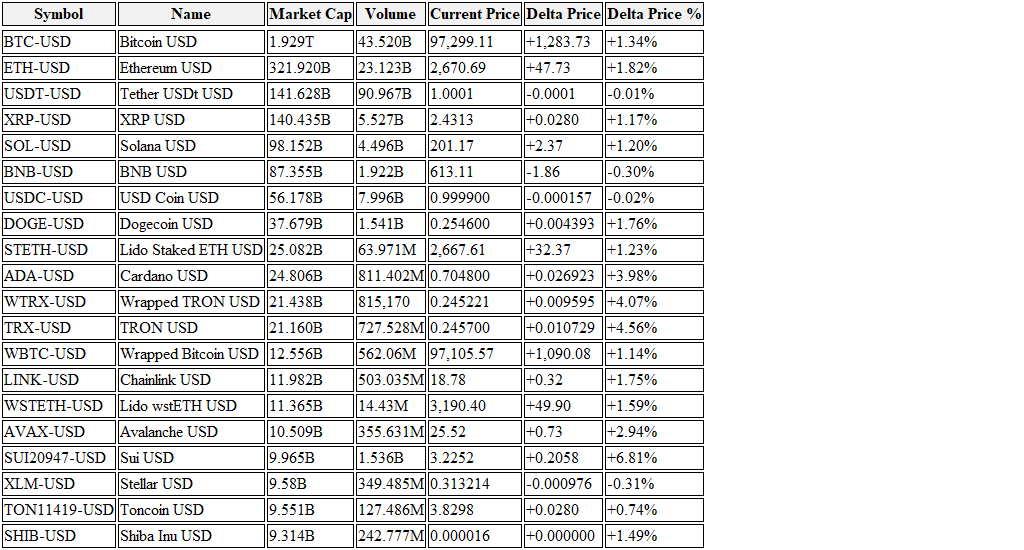 Symbol Name Market Cap Volume Current Price Delta Price Delta Price %
BTC-USD Bitcoin USD 1.929T 43.520B 97,299.11 +1,283.73 +1.34%
ETH-USD Ethereum USD 321.920B 23.123B 2,670.69 +47.73 +1.82%
USDT-USD Tether USDt USD 141.628B 90.967B 1.0001 -0.0001 -0.01%
XRP-USD XRP USD 140.435B 5.527B 2.4313 +0.0280 +1.17%
SOL-USD Solana USD 98.152B 4.496B 201.17 +2.37 +1.20%
BNB-USD BNB USD 87.355B 1.922B 613.11 -1.86 -0.30%
USDC-USD USD Coin USD 56.178B 7.996B 0.999900 -0.000157 -0.02%
DOGE-USD Dogecoin USD 37.679B 1.541B 0.254600 +0.004393 +1.76%
STETH-USD Lido Staked ETH USD 25.082B 63.971M 2,667.61 +32.37 +1.23%
ADA-USD Cardano USD 24.806B 811.402M 0.704800 +0.026923 +3.98%
WTRX-USD Wrapped TRON USD 21.438B 815,170 0.245221 +0.009595 +4.07%
TRX-USD TRON USD 21.160B 727.528M 0.245700 +0.010729 +4.56%
WBTC-USD Wrapped Bitcoin USD 12.556B 562.06M 97,105.57 +1,090.08 +1.14%
LINK-USD Chainlink USD 11.982B 503.035M 18.78 +0.32 +1.75%
WSTETH-USD Lido wstETH USD 11.365B 14.43M 3,190.40 +49.90 +1.59%
AVAX-USD Avalanche USD 10.509B 355.631M 25.52 +0.73 +2.94%
SUI20947-USD Sui USD 9.965B 1.536B 3.2252 +0.2058 +6.81%
XLM-USD Stellar USD 9.58B 349.485M 0.313214 -0.000976 -0.31%
TON11419-USD Toncoin USD 9.551B 127.486M 3.8298 +0.0280 +0.74%
SHIB-USD Shiba Inu USD 9.314B 242.777M 0.000016 +0.000000 +1.49%